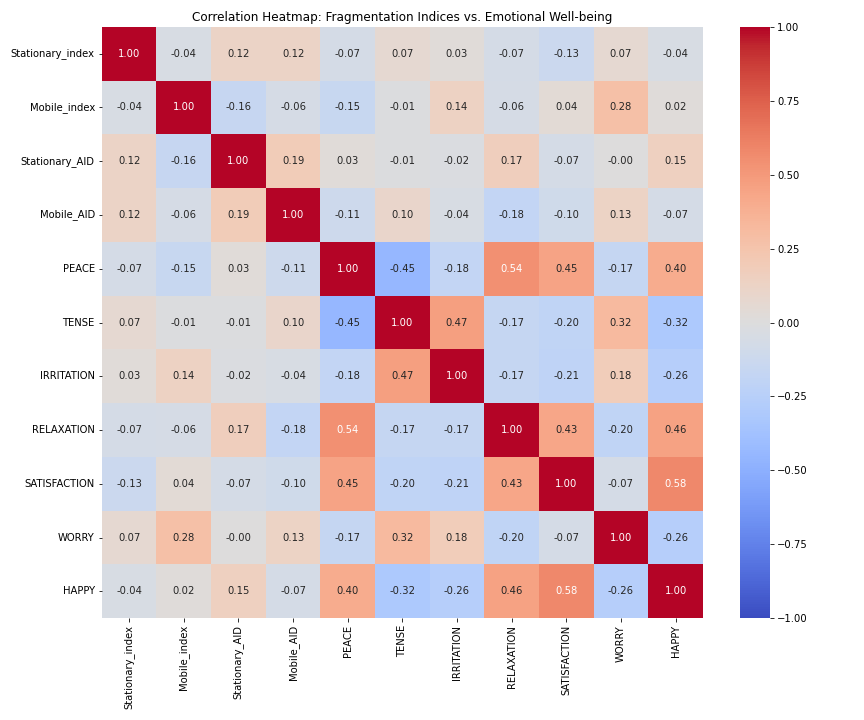 Correlation Heatmap: Fragmentation Indices vs. Emotional Well-being
Stationary_index 1.00 -0.04 0.12 0.12 -0.07 0.07 0.03 -0.07 -0.13 0.07 -0.04
Mobile_index -0.04 1.00 -0.16 -0.06 -0.15 -0.01 0.14 -0.06 0.04 0.28 0.02
Stationary_AID 0.12 -0.16 1.00 0.19 0.03 -0.01 -0.02 0.17 -0.07 -0.00 0.15
Mobile_AID 0.12 -0.06 0.19 1.00 -0.11 0.10 -0.04 -0.18 -0.10 0.13 -0.07
PEACE -0.07 -0.15 0.03 -0.11 1.00 -0.45 -0.18 0.54 0.45 -0.17 0.40
TENSE 0.07 -0.01 -0.01 0.10 -0.45 1.00 0.47 -0.17 -0.20 0.32 -0.32
IRRITATION 0.03 0.14 -0.02 -0.04 -0.18 0.47 1.00 -0.17 -0.21 0.18 -0.26
RELAXATION -0.07 -0.06 0.17 -0.18 0.54 -0.17 -0.17 1.00 0.43 -0.20 0.46
SATISFACTION -0.13 0.04 -0.07 -0.10 0.45 -0.20 -0.21 0.43 1.00 -0.07 0.58
WORRY 0.07 0.28 -0.00 0.13 -0.17 0.32 0.18 -0.20 -0.07 1.00 -0.26
HAPPY -0.04 0.02 0.15 -0.07 0.40 -0.32 -0.26 0.46 0.58 -0.26 1.00
Stationary_index
Mobile_index
Stationary_AID
Mobile_AID
PEACE
TENSE
IRRITATION
RELAXATION
SATISFACTION
WORRY
HAPPY
1.00
0.75
0.50
0.25
0.00
−0.25
−0.50
−0.75
−1.00